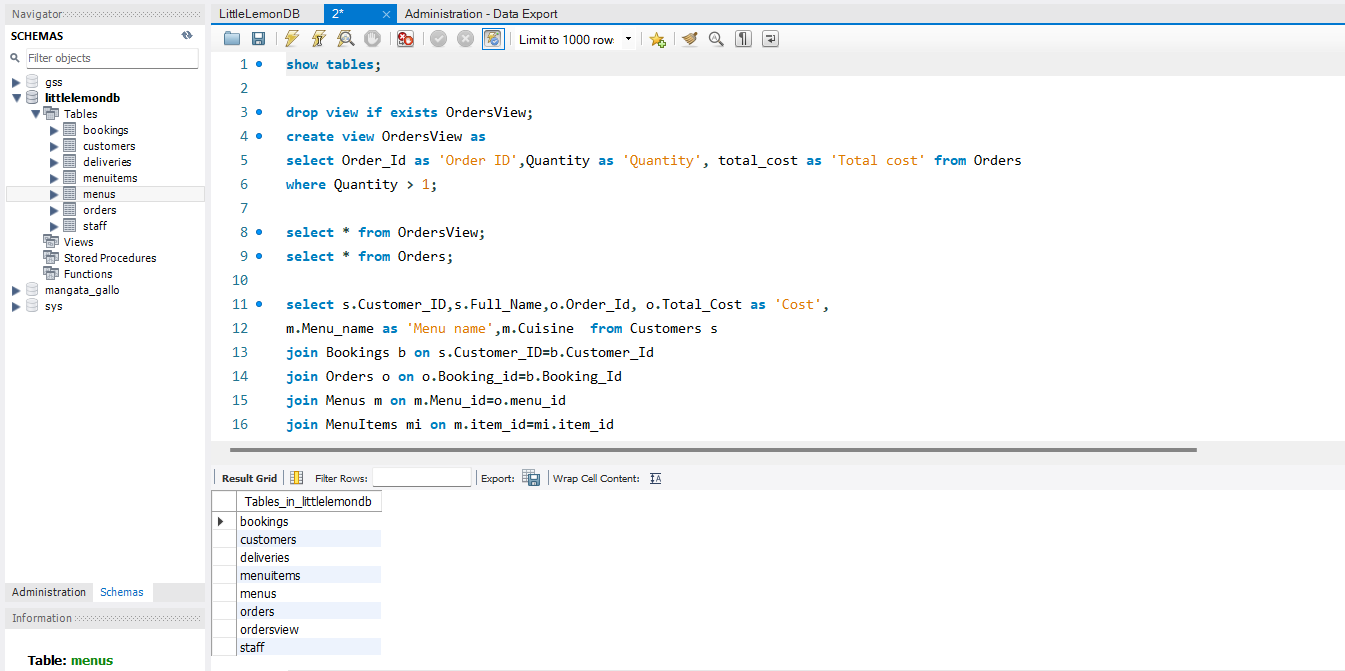 Navigator
SCHEMAS
Filter objects
gss
littlelemondb
Tables
bookings
customers
deliveries
menuitems
menus
orders
staff
Views
Stored Procedures
Functions
mangata_gallo
sys
Administration Schemas
Information
Table: menus
LittleLemonDB 2* Administration - Data Export
Limit to 1000 rows
1 show tables;
2
3 drop view if exists OrdersView;
4 create view OrdersView as
5 select Order_Id as 'Order ID',Quantity as 'Quantity', total_cost as 'Total cost' from Orders
6 where Quantity > 1;
7
8 select * from OrdersView;
9 select * from Orders;
10
11 select s.Customer_ID,s.Full_Name,o.Order_Id, o.Total_Cost as 'Cost',
12 m.Menu_name as 'Menu name',m.Cuisine  from Customers s
13 join Bookings b on s.Customer_ID=b.Customer_Id
14 join Orders o on o.Booking_id=b.Booking_Id
15 join Menus m on m.Menu_id=o.menu_id
16 join MenuItems mi on m.item_id=mi.item_id
Result Grid Filter Rows: Export: Wrap Cell Content:
Tables_in_littlelemondb
bookings
customers
deliveries
menuitems
menus
orders
ordersview
staff